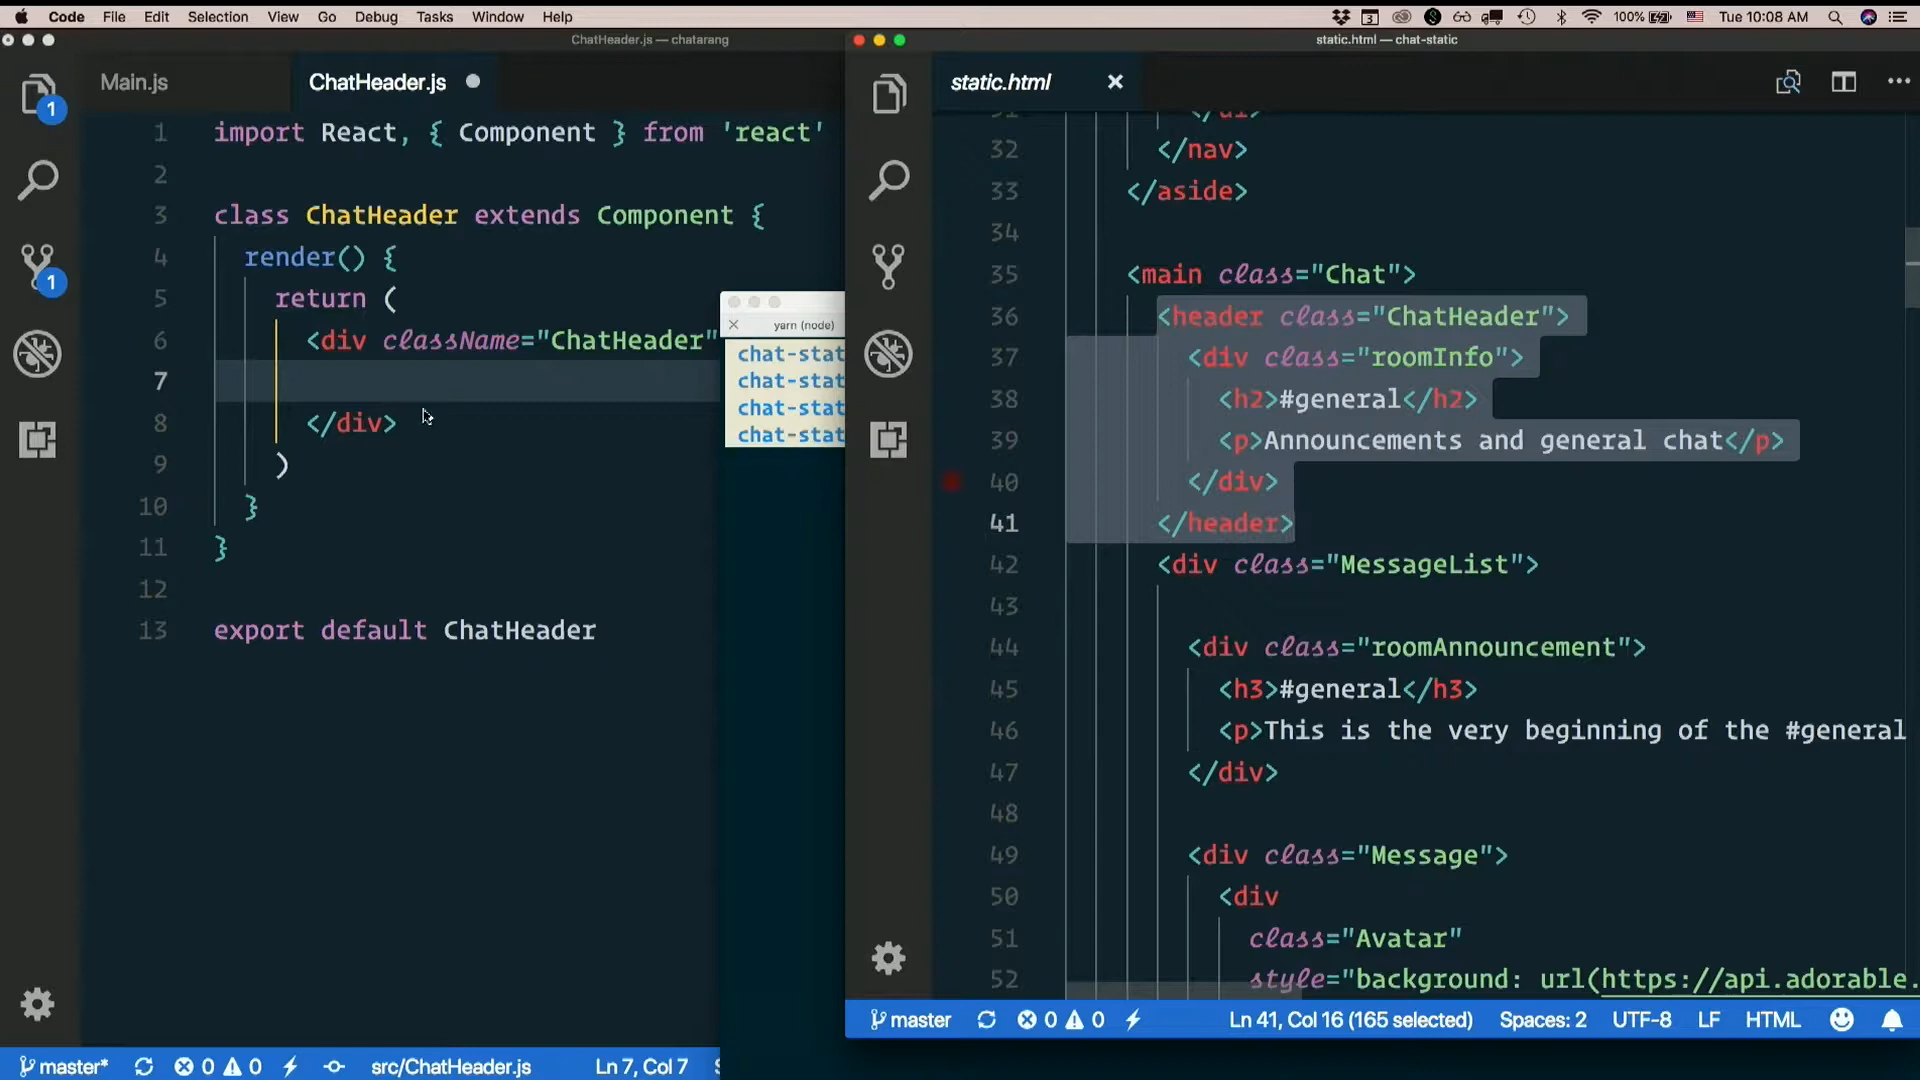 Code File Edit Selection View Go Debug Tasks Window Help
3 S 100% Tue 10:08 AM
ChatHeader.js — chatarang
Main.js
ChatHeader.js
1
1
1 import React, { Component } from 'react'
2
3 class ChatHeader extends Component {
4 render() {
5 return (
6 <div className="ChatHeader"
7
8 </div>
9 )
10 }
11 }
12
13 export default ChatHeader
master* 0 0 src/ChatHeader.js Ln 7, Col 7
yarn (node)
chat-stat
chat-stat
chat-stat
chat-stat
static.html — chat-static
static.html
31 </ul>
32 </nav>
33 </aside>
34
35 <main class="Chat">
36 <header class="ChatHeader">
37 <div class="roomInfo">
38 <h2>#general</h2>
39 <p>Announcements and general chat</p>
40 </div>
41 </header>
42 <div class="MessageList">
43
44 <div class="roomAnnouncement">
45 <h3>#general</h3>
46 <p>This is the very beginning of the #general
47 </div>
48
49 <div class="Message">
50 <div
51 class="Avatar"
52 style="background: url(https://api.adorable.
master 0 0 Ln 41, Col 16 (165 selected) Spaces: 2 UTF-8 LF HTML